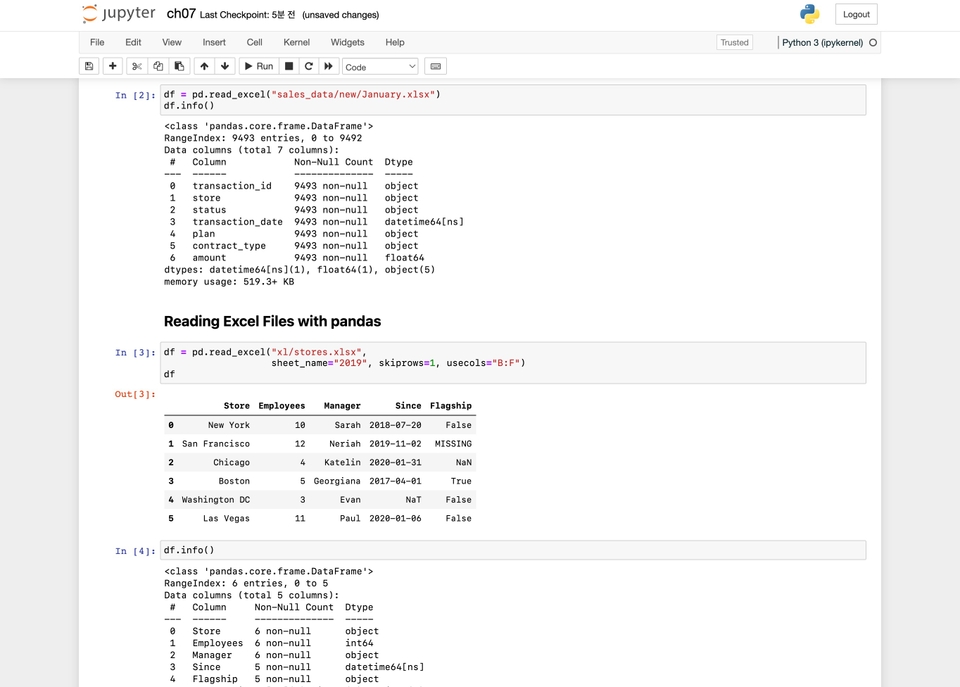 jupyter ch07 Last Checkpoint: 5분 전 (unsaved changes) Logout
File Edit View Insert Cell Kernel Widgets Help Trusted Python 3 (ipykernel)
Run Code
In [2]: df = pd.read_excel("sales_data/new/January.xlsx")
df.info()
<class 'pandas.core.frame.DataFrame'>
RangeIndex: 9493 entries, 0 to 9492
Data columns (total 7 columns):
# Column Non-Null Count Dtype
--- ------ -------------- -----
0 transaction_id 9493 non-null object
1 store 9493 non-null object
2 status 9493 non-null object
3 transaction_date 9493 non-null datetime64[ns]
4 plan 9493 non-null object
5 contract_type 9493 non-null object
6 amount 9493 non-null float64
dtypes: datetime64[ns](1), float64(1), object(5)
memory usage: 519.3+ KB
Reading Excel Files with pandas
In [3]: df = pd.read_excel("xl/stores.xlsx",
sheet_name="2019", skiprows=1, usecols="B:F")
df
Out[3]:
Store Employees Manager Since Flagship
0 New York 10 Sarah 2018-07-20 False
1 San Francisco 12 Neriah 2019-11-02 MISSING
2 Chicago 4 Katelin 2020-01-31 NaN
3 Boston 5 Georgiana 2017-04-01 True
4 Washington DC 3 Evan NaT False
5 Las Vegas 11 Paul 2020-01-06 False
In [4]: df.info()
<class 'pandas.core.frame.DataFrame'>
RangeIndex: 6 entries, 0 to 5
Data columns (total 5 columns):
# Column Non-Null Count Dtype
--- ------ -------------- -----
0 Store 6 non-null object
1 Employees 6 non-null int64
2 Manager 6 non-null object
3 Since 5 non-null datetime64[ns]
4 Flagship 5 non-null object